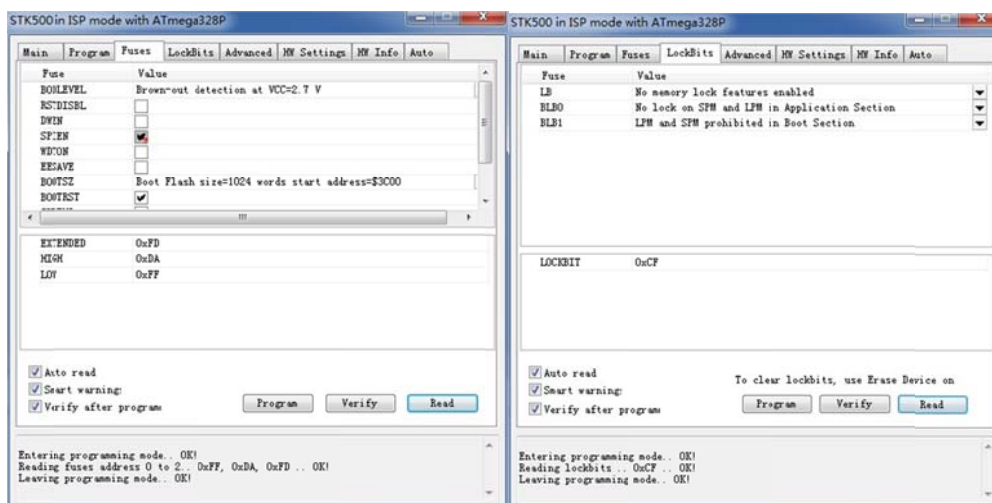 STK500 in ISP mode with ATmega328P
Main Program Fuses LockBits Advanced HW Settings HW Info Auto
Fuse Value
BODLEVEL Brown-out detection at VCC=2.7 V
RSTDISBL
DWEN
SPIEN
WDTON
EESAVE
BOOTSZ Boot Flash size=1024 words start address=$3C00
BOOTRST
EXTENDED 0xFD
HIGH 0xDA
LOW 0xFF
Auto read
Smart warning:
Verify after program
Program Verify Read
Entering programming mode.. OK!
Reading fuses address 0 to 2.. 0xFF, 0xDA, 0xFD .. OK!
Leaving programming mode.. OK!
STK500 in ISP mode with ATmega328P
Main Program Fuses LockBits Advanced HW Settings HW Info Auto
Fuse Value
LB No memory lock features enabled
BLB0 No lock on SPM and LPM in Application Section
BLB1 LPM and SPM prohibited in Boot Section
LOCKBIT 0xCF
Auto read
Smart warning:
Verify after program
To clear lockbits, use Erase Device on
Program Verify Read
Entering programming mode.. OK!
Reading lockbits .. 0xCF .. OK!
Leaving programming mode.. OK!